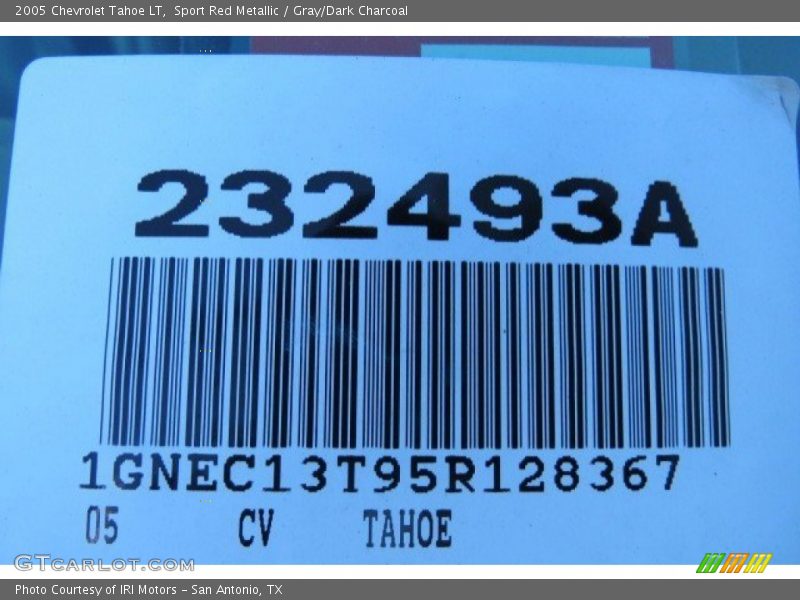 2005 Chevrolet Tahoe LT, Sport Red Metallic / Gray/Dark Charcoal
232493A
1GNEC13T95R128367
05 CV TAHOE
GTCARLOT.COM
Photo Courtesy of IRI Motors - San Antonio, TX